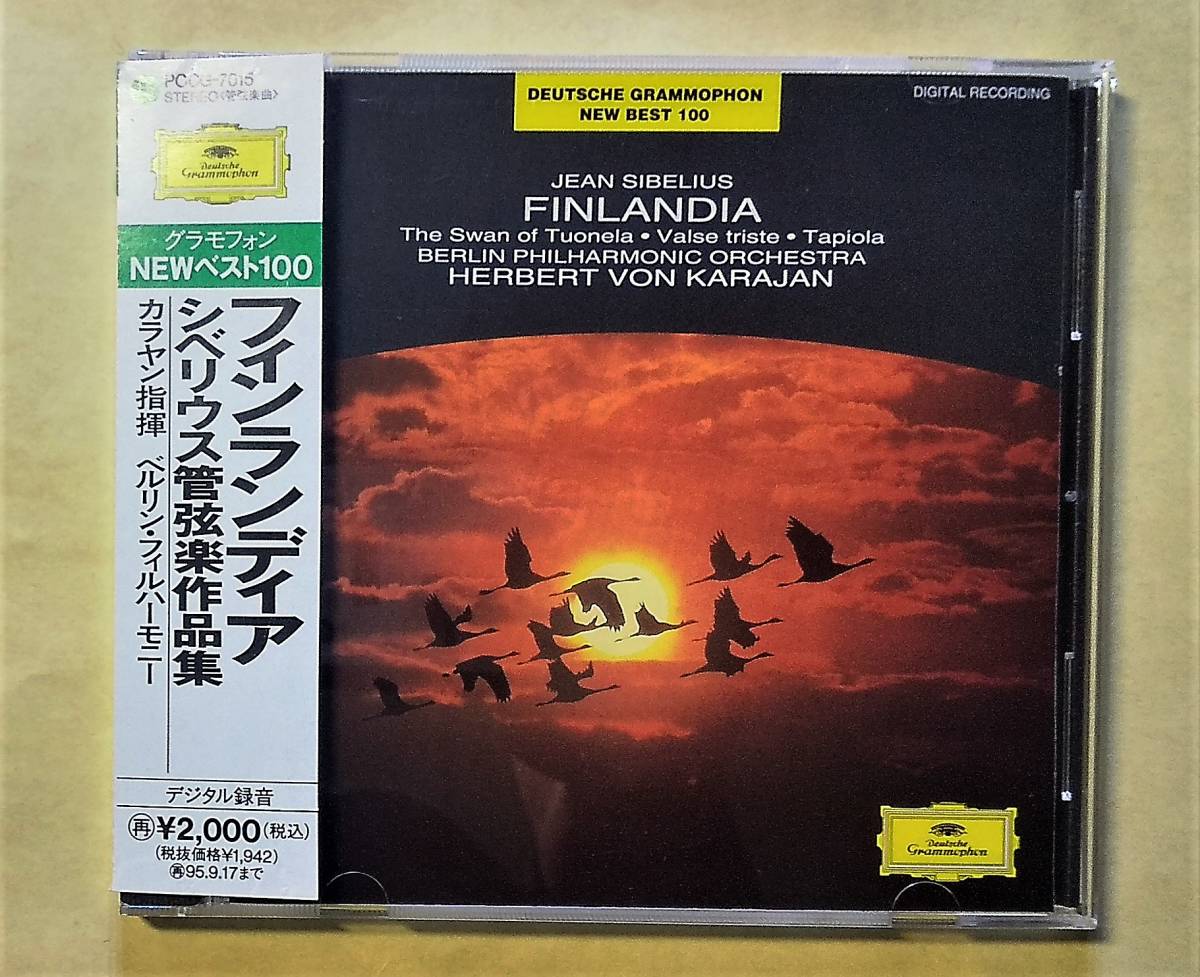 POCG-7015
STEREO〈管弦楽曲〉
Deutsche
Grammophon
グラモフォン
NEWベスト100
フィンランディア
シベリウス管弦楽作品集
カラヤン指揮 ベルリン・フィルハーモニー
デジタル録音
再¥2,000(税込)
(税抜価格¥1,942)
再95.9.17まで
DEUTSCHE GRAMMOPHON
NEW BEST 100
DIGITAL RECORDING
JEAN SIBELIUS
FINLANDIA
The Swan of Tuonela • Valse triste • Tapiola
BERLIN PHILHARMONIC ORCHESTRA
HERBERT VON KARAJAN
Deutsche
Grammophon